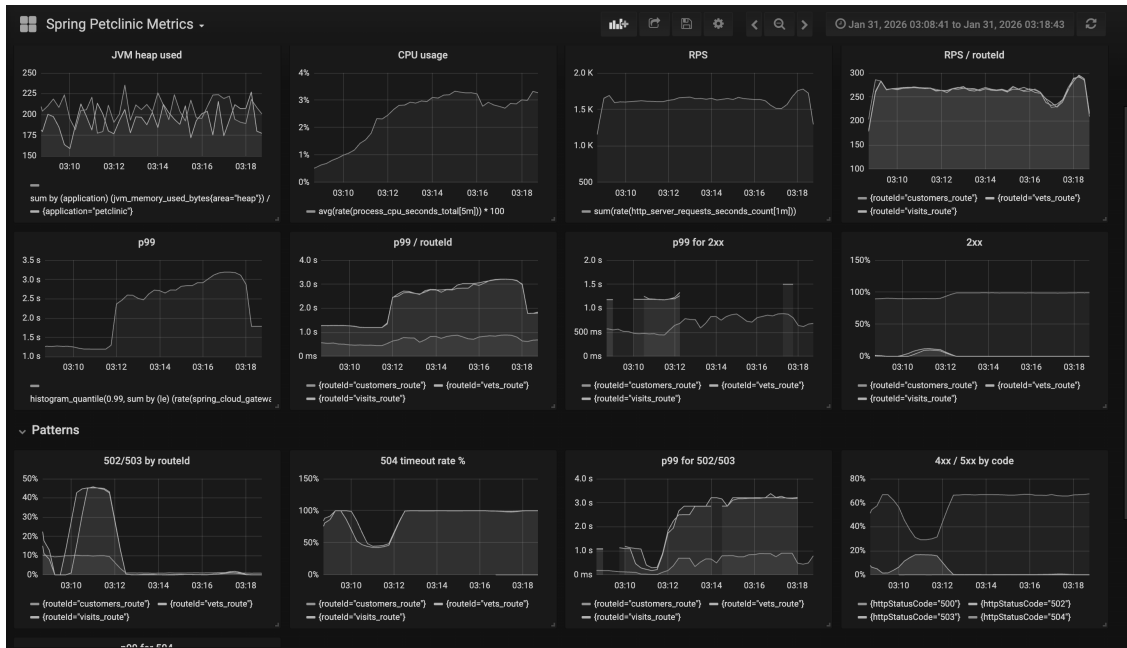 Spring Petclinic Metrics
Jan 31, 2026 03:08:41 to Jan 31, 2026 03:18:43
JVM heap used
250
225
200
175
150
03:10 03:12 03:14 03:16 03:18
sum by (application) (jvm_memory_used_bytes{area="heap"}) /
{application="petclinic"}
CPU usage
4%
3%
2%
1%
0%
03:10 03:12 03:14 03:16 03:18
avg(rate(process_cpu_seconds_total[5m])) * 100
RPS
2.0 K
1.5 K
1.0 K
500
03:10 03:12 03:14 03:16 03:18
sum(rate(http_server_requests_seconds_count[1m]))
RPS / routeId
300
250
200
150
100
03:10 03:12 03:14 03:16 03:18
{routeId="customers_route"} {routeId="vets_route"}
{routeId="visits_route"}
p99
3.5 s
3.0 s
2.5 s
2.0 s
1.5 s
1.0 s
03:10 03:12 03:14 03:16 03:18
histogram_quantile(0.99, sum by (le) (rate(spring_cloud_gatewa
p99 / routeId
4.0 s
3.0 s
2.0 s
1.0 s
0 ms
03:10 03:12 03:14 03:16 03:18
{routeId="customers_route"} {routeId="vets_route"}
{routeId="visits_route"}
p99 for 2xx
2.0 s
1.5 s
1.0 s
500 ms
0 ms
03:10 03:12 03:14 03:16 03:18
{routeId="customers_route"} {routeId="vets_route"}
{routeId="visits_route"}
2xx
150%
100%
50%
0%
03:10 03:12 03:14 03:16 03:18
{routeId="customers_route"} {routeId="vets_route"}
{routeId="visits_route"}
Patterns
502/503 by routeId
50%
40%
30%
20%
10%
0%
03:10 03:12 03:14 03:16 03:18
{routeId="customers_route"} {routeId="vets_route"}
{routeId="visits_route"}
504 timeout rate %
150%
100%
50%
0%
03:10 03:12 03:14 03:16 03:18
{routeId="customers_route"} {routeId="vets_route"}
{routeId="visits_route"}
p99 for 502/503
4.0 s
3.0 s
2.0 s
1.0 s
0 ms
03:10 03:12 03:14 03:16 03:18
{routeId="customers_route"} {routeId="vets_route"}
{routeId="visits_route"}
4xx / 5xx by code
80%
60%
40%
20%
0%
03:10 03:12 03:14 03:16 03:18
{httpStatusCode="500"} {httpStatusCode="502"}
{httpStatusCode="503"} {httpStatusCode="504"}
p99 for 504